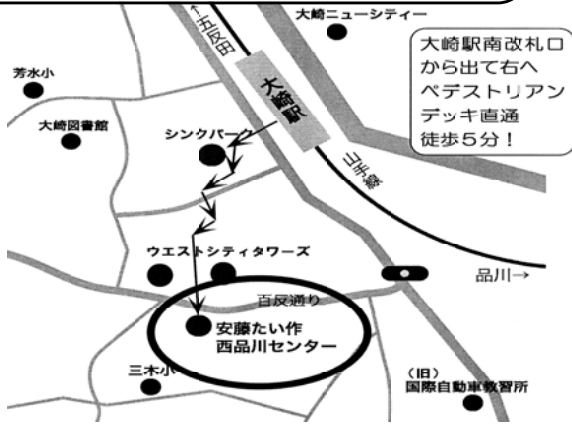 ←五反田
大崎ニューシティー
大崎駅南改札口
から出て右へ
ペデストリアン
デッキ直通
徒歩5分！
芳水小
大崎駅
大崎図書館
シンクパーク
山手線
ウエストシティタワーズ
品川→
百反通り
安藤たい作
西品川センター
三木小
（旧）
国際自動車教習所